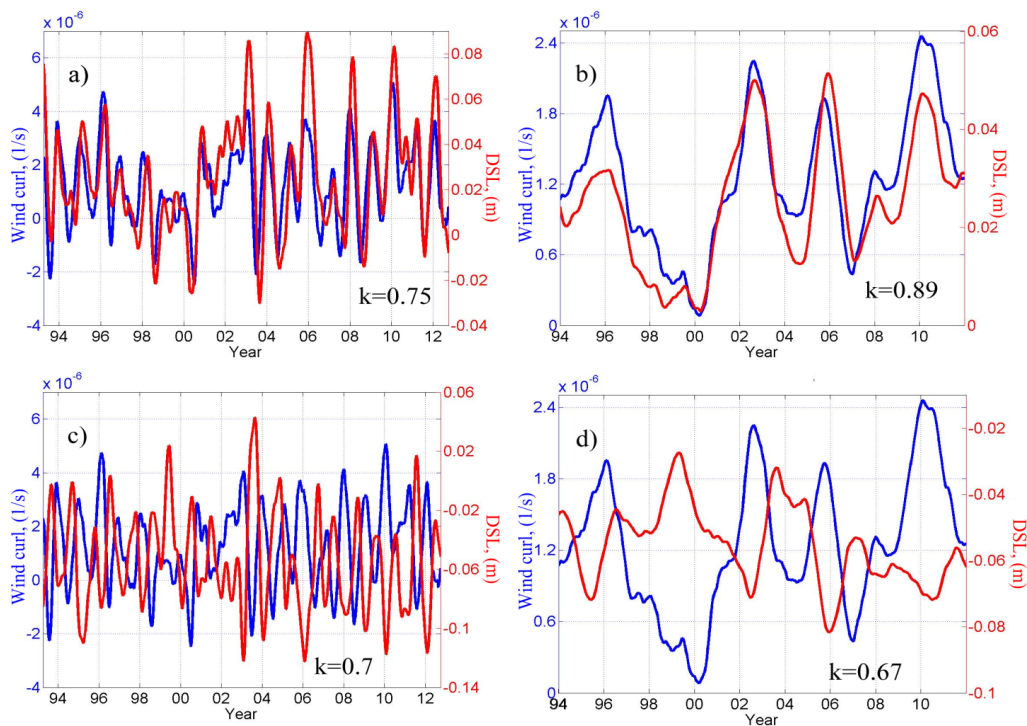 x 10⁻⁶
a)
6
4
2
0
-2
-4
Wind curl, (1/s)
0.08
0.06
0.04
0.02
0
-0.02
-0.04
DSL, (m)
k=0.75
94 96 98 00 02 04 06 08 10 12
Year
x 10⁻⁶
b)
2.4
1.8
1.2
0.6
0
Wind curl, (1/s)
0.06
0.04
0.02
0
DSL, (m)
k=0.89
94 96 98 00 02 04 06 08 10
Year
x 10⁻⁶
c)
6
4
2
0
-2
-4
Wind curl, (1/s)
0.06
0.02
-0.02
-0.06
-0.1
-0.14
DSL, (m)
k=0.7
94 96 98 00 02 04 06 08 10 12
Year
x 10⁻⁶
d)
2.4
1.8
1.2
0.6
0
Wind curl, (1/s)
-0.02
-0.04
-0.06
-0.08
-0.1
DSL, (m)
k=0.67
94 96 98 00 02 04 06 08 10
Year